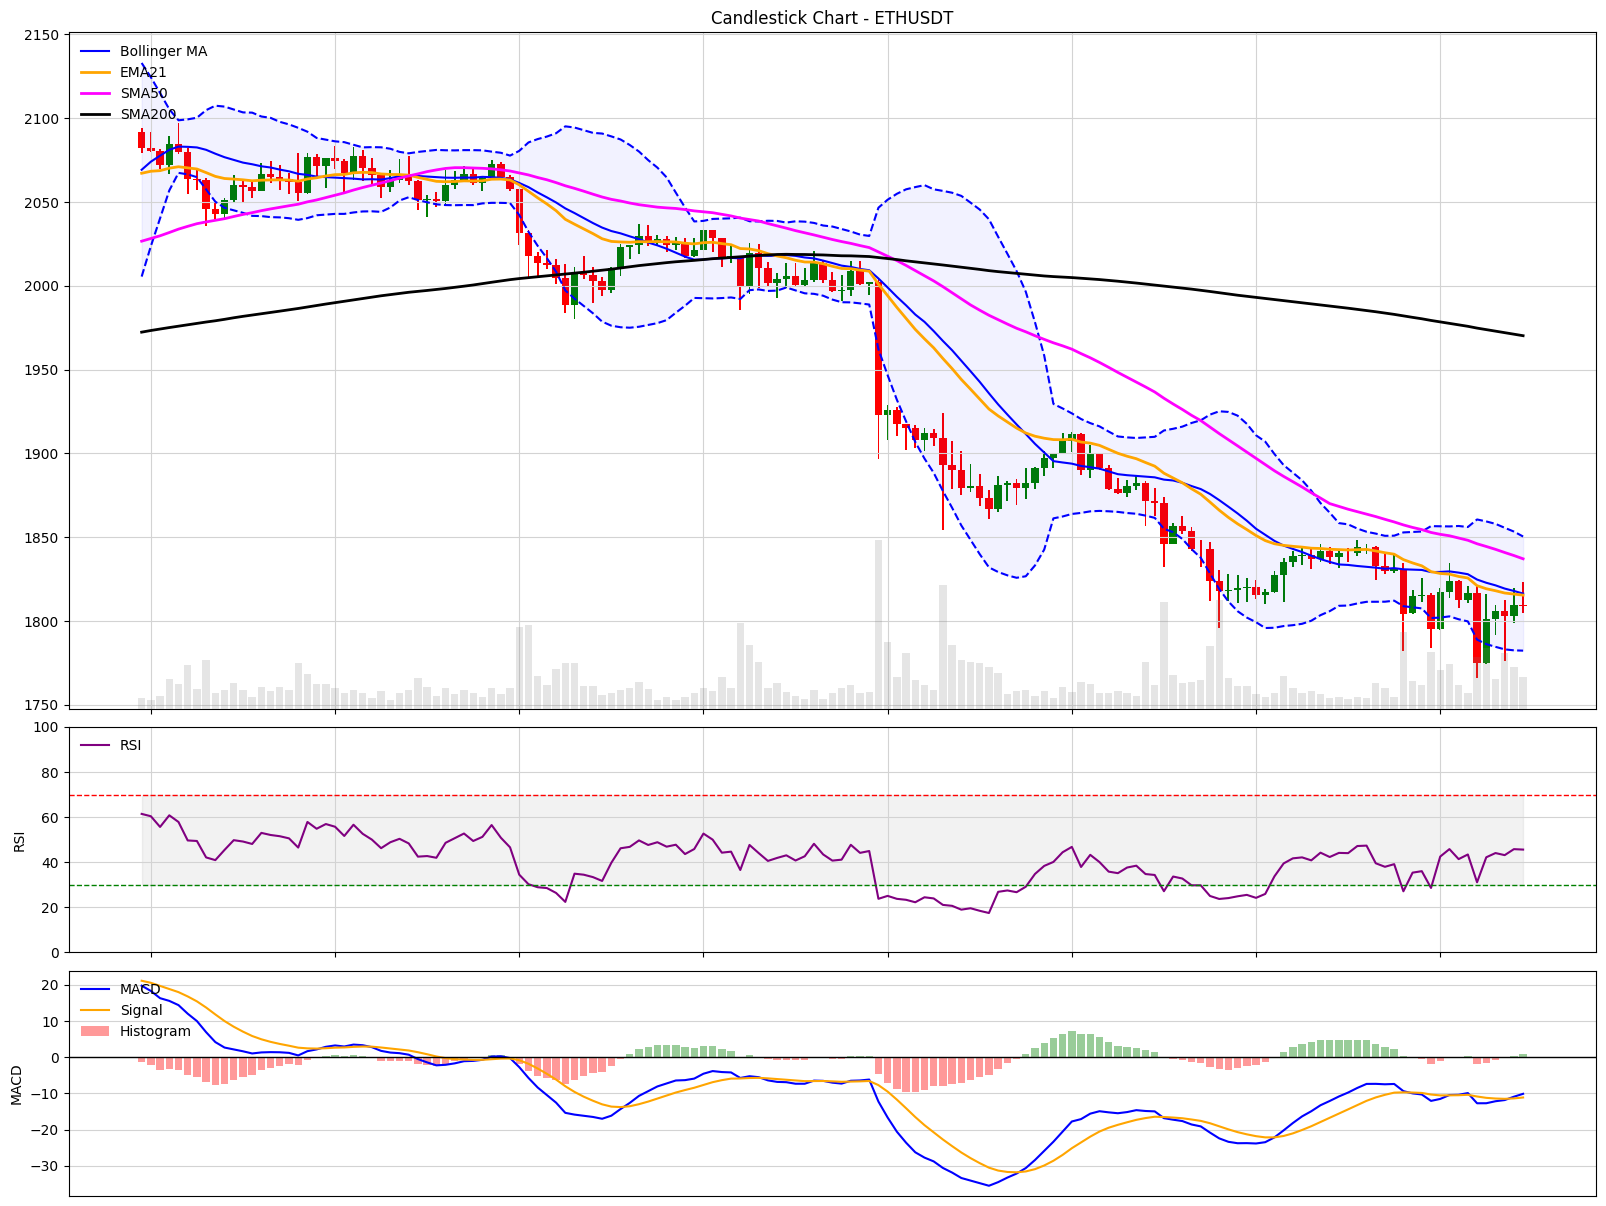 Candlestick Chart - ETHUSDT
2150
2100
2050
2000
1950
1900
1850
1800
1750
Bollinger MA
EMA21
SMA50
SMA200
100
80
60
40
20
0
RSI
RSI
20
10
0
−10
−20
−30
MACD
MACD
Signal
Histogram